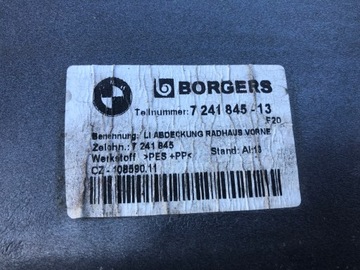 BORGERS
Teilnummer: 7 241 845 - 13
F20
Benennung: LI ABDECKUNG RADHAUS VORNE
Zeichn.: 7 241 845
Werkstoff >PES +PP< Stand: AI:13
CZ - 108590.11